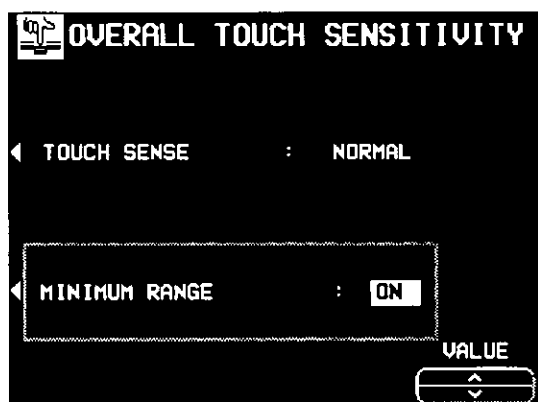 OVERALL TOUCH SENSITIVITY
TOUCH SENSE : NORMAL
MINIMUM RANGE : ON
VALUE